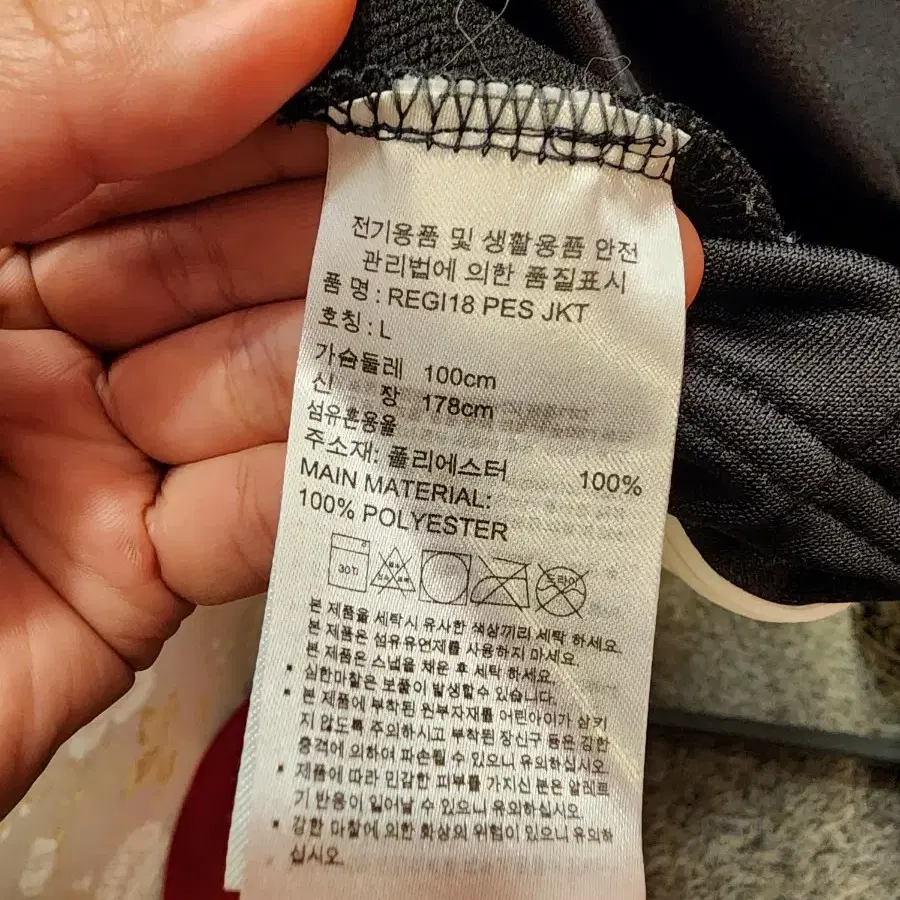 전기용품 및 생활용품 안전
관리법에 의한 품질표시
품 명 : REGI18 PES JKT
호칭 : L
가슴둘레 100cm
신 장 178cm
섬유혼용율
주소재: 폴리에스터 100%
MAIN MATERIAL:
100% POLYESTER
30℃ 드라이
본 제품을 세탁시 유사한 색상끼리 세탁 하세요.
본 제품은 섬유유연제를 사용하지 마세요.
본 제품은 스냅을 채운 후 세탁 하세요.
• 심한마찰은 보풀이 발생할수 있습니다.
• 본 제품에 부착된 원부자재를 어린아이가 삼키
지 않도록 주의하시고 부착된 장신구 등은 강한
충격에 의하여 파손될 수 있으니 유의하십시오.
• 제품에 따라 민감한 피부를 가지신 분은 알레르
기 반응이 일어날 수 있으니 유의하십시오.
• 강한 마찰에 의한 화상의 위험이 있으니 유의하
십시오.